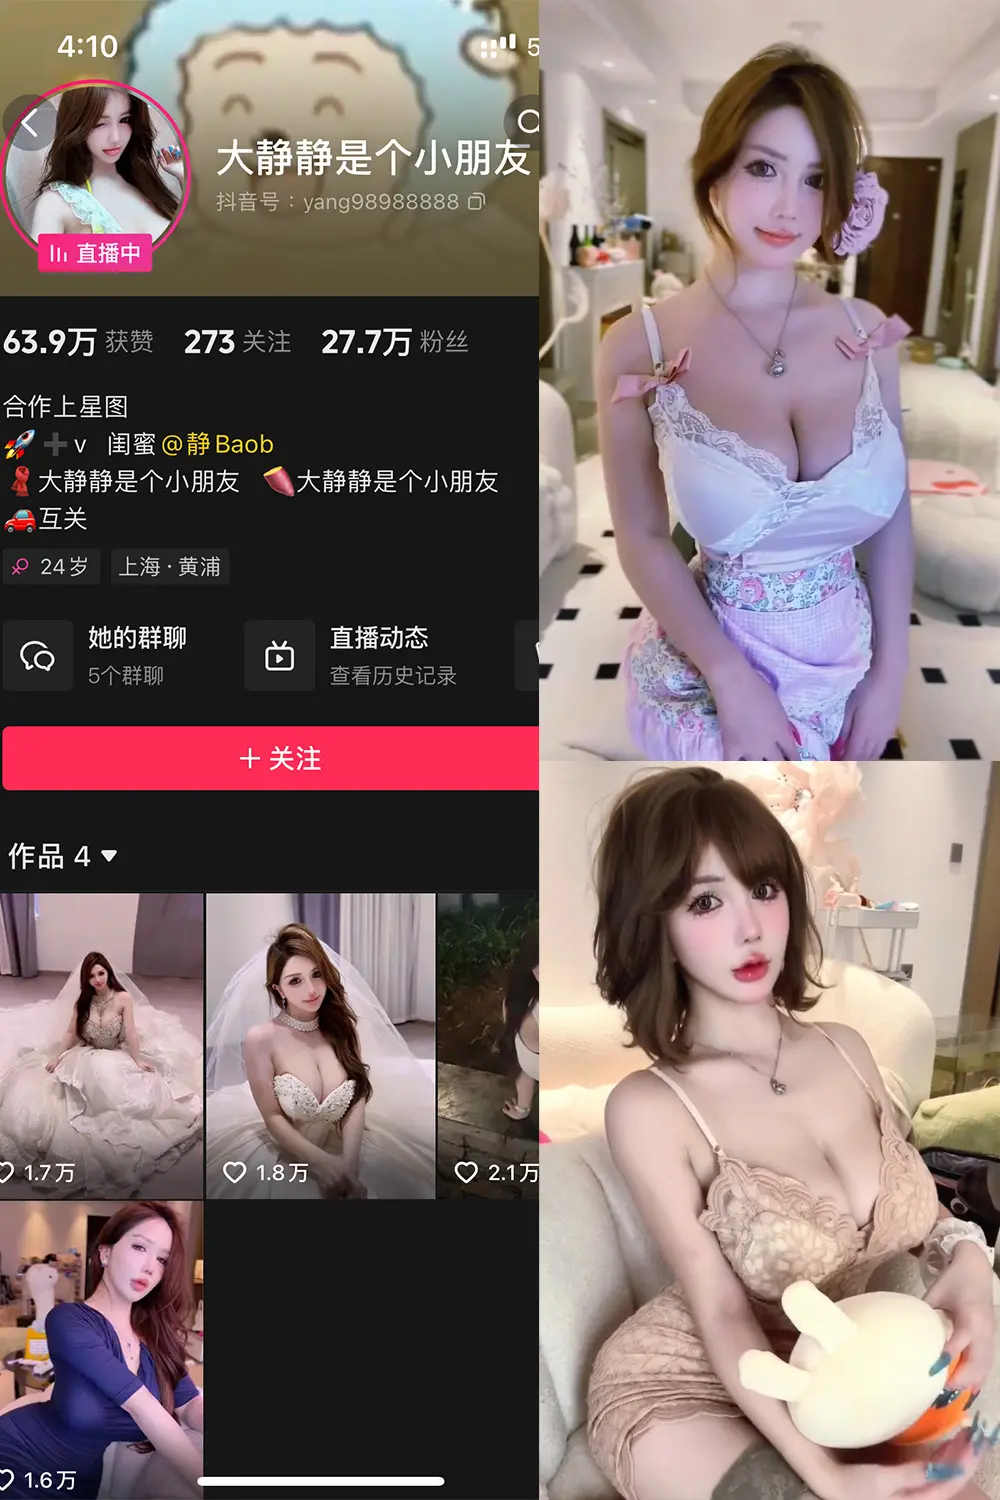 4:10
5
大静静是个小朋友
抖音号：yang98988888
直播中
63.9万 获赞 273 关注 27.7万 粉丝
合作上星图
🚀➕v 闺蜜@静Baob
🧣大静静是个小朋友 🍠大静静是个小朋友
🚗互关
24岁 上海·黄浦
她的群聊 直播动态
5个群聊 查看历史记录
+ 关注
作品 4
1.7万 1.8万 2.1万
1.6万